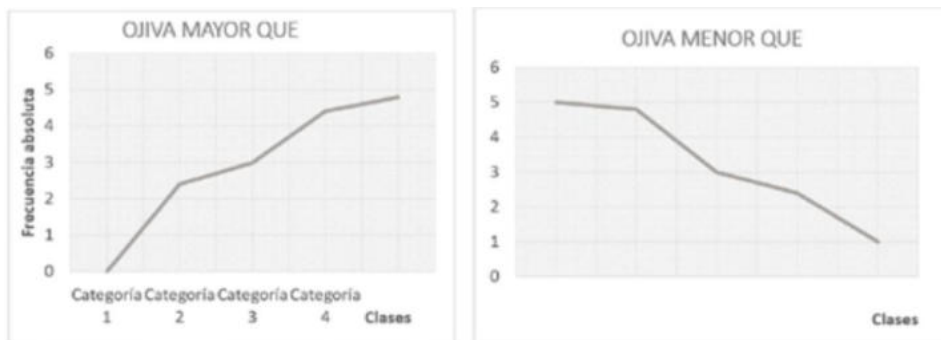 OJIVA MAYOR QUE
6
5
4
3
2
1
0
Frecuencia absoluta
Categoría Categoría Categoría Categoría
1 2 3 4 Clases
OJIVA MENOR QUE
6
5
4
3
2
1
0
Clases